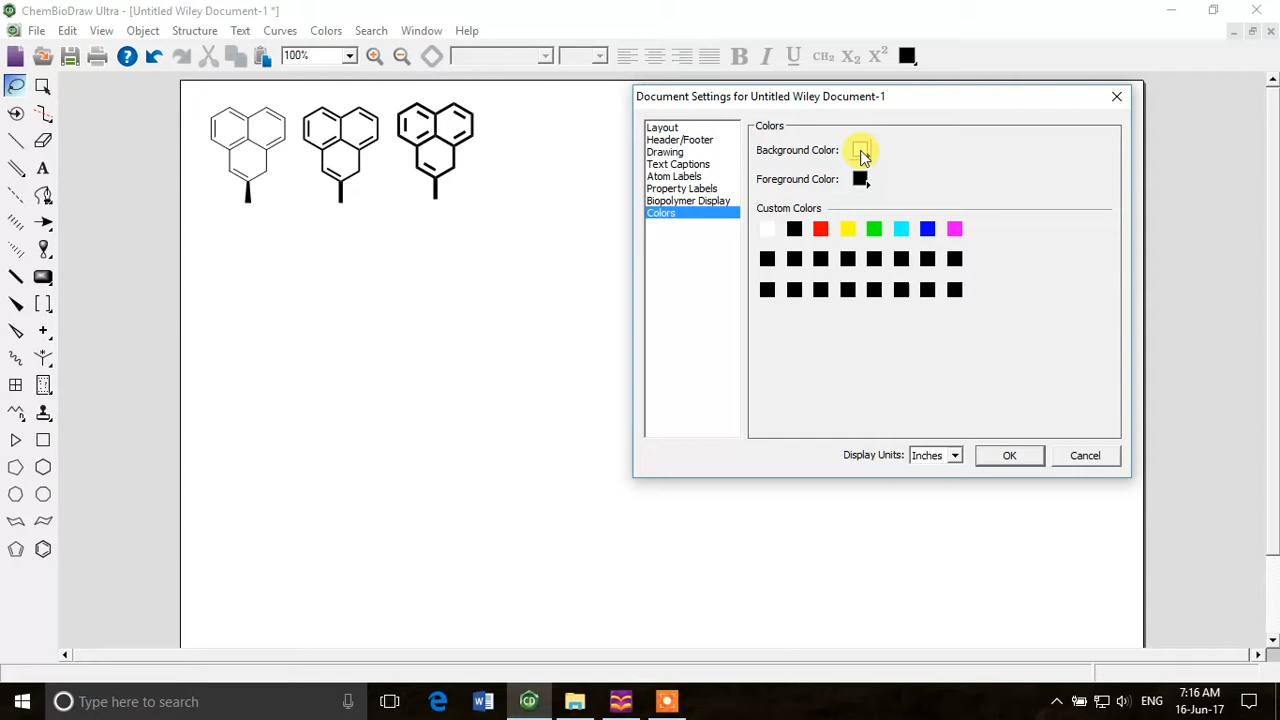 ChemBioDraw Ultra - [Untitled Wiley Document-1 *]
File Edit View Object Structure Text Curves Colors Search Window Help
100% B I U CH2 X2 X2
Document Settings for Untitled Wiley Document-1
Layout
Header/Footer
Drawing
Text Captions
Atom Labels
Property Labels
Biopolymer Display
Colors
Colors
Background Color:
Foreground Color:
Custom Colors
Display Units: Inches OK Cancel
A
Type here to search
ENG
7:16 AM
16-Jun-17